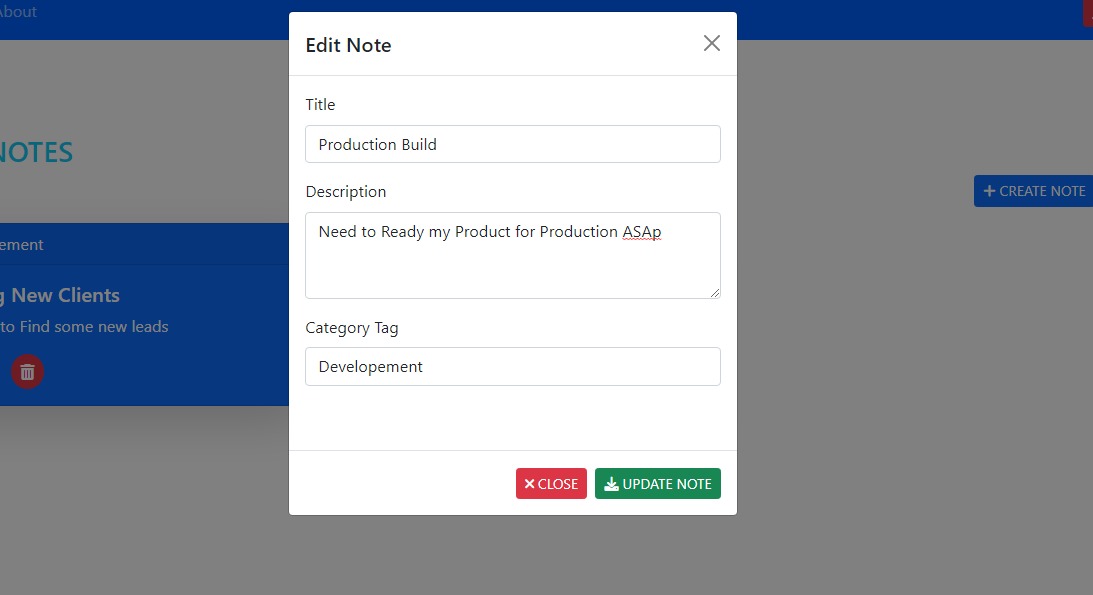 About
Edit Note
Title
Production Build
NOTES
Description
CREATE NOTE
Need to Ready my Product for Production ASAp
ement
g New Clients
to Find some new leads
Category Tag
Developement
CLOSE
UPDATE NOTE